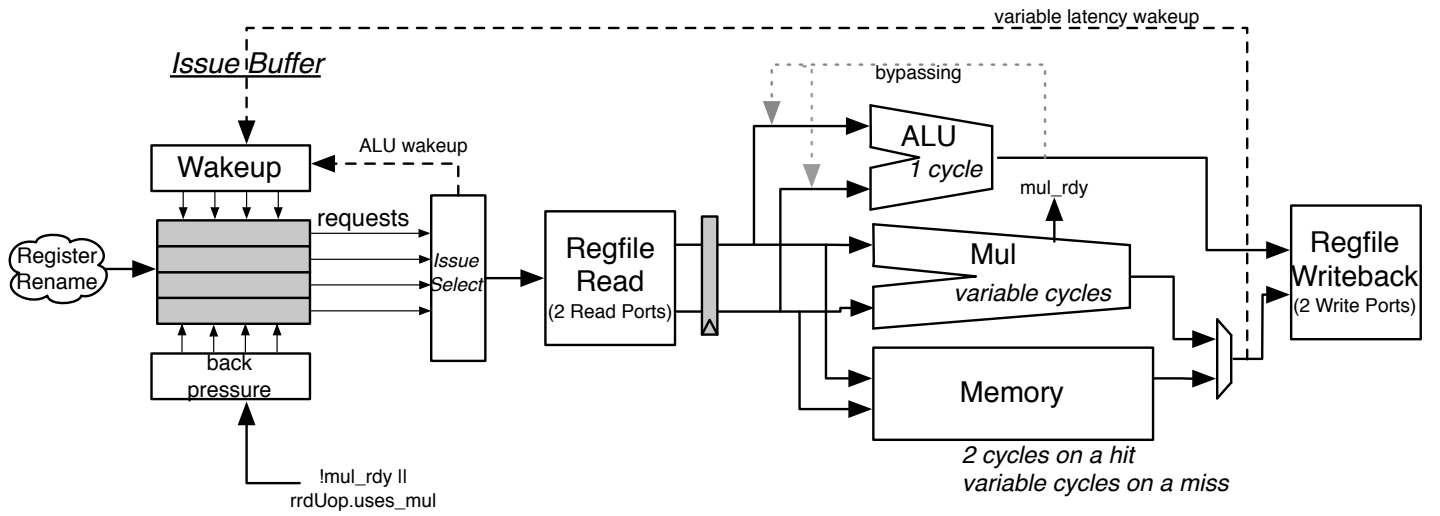 variable latency wakeup
Issue Buffer
bypassing
Wakeup
ALU wakeup
ALU
1 cycle
mul_rdy
requests
Register
Rename
Issue
Select
Regfile
Read
(2 Read Ports)
Mul
variable cycles
Regfile
Writeback
(2 Write Ports)
back
pressure
Memory
2 cycles on a hit
variable cycles on a miss
!mul_rdy ||
rrdUop.uses_mul